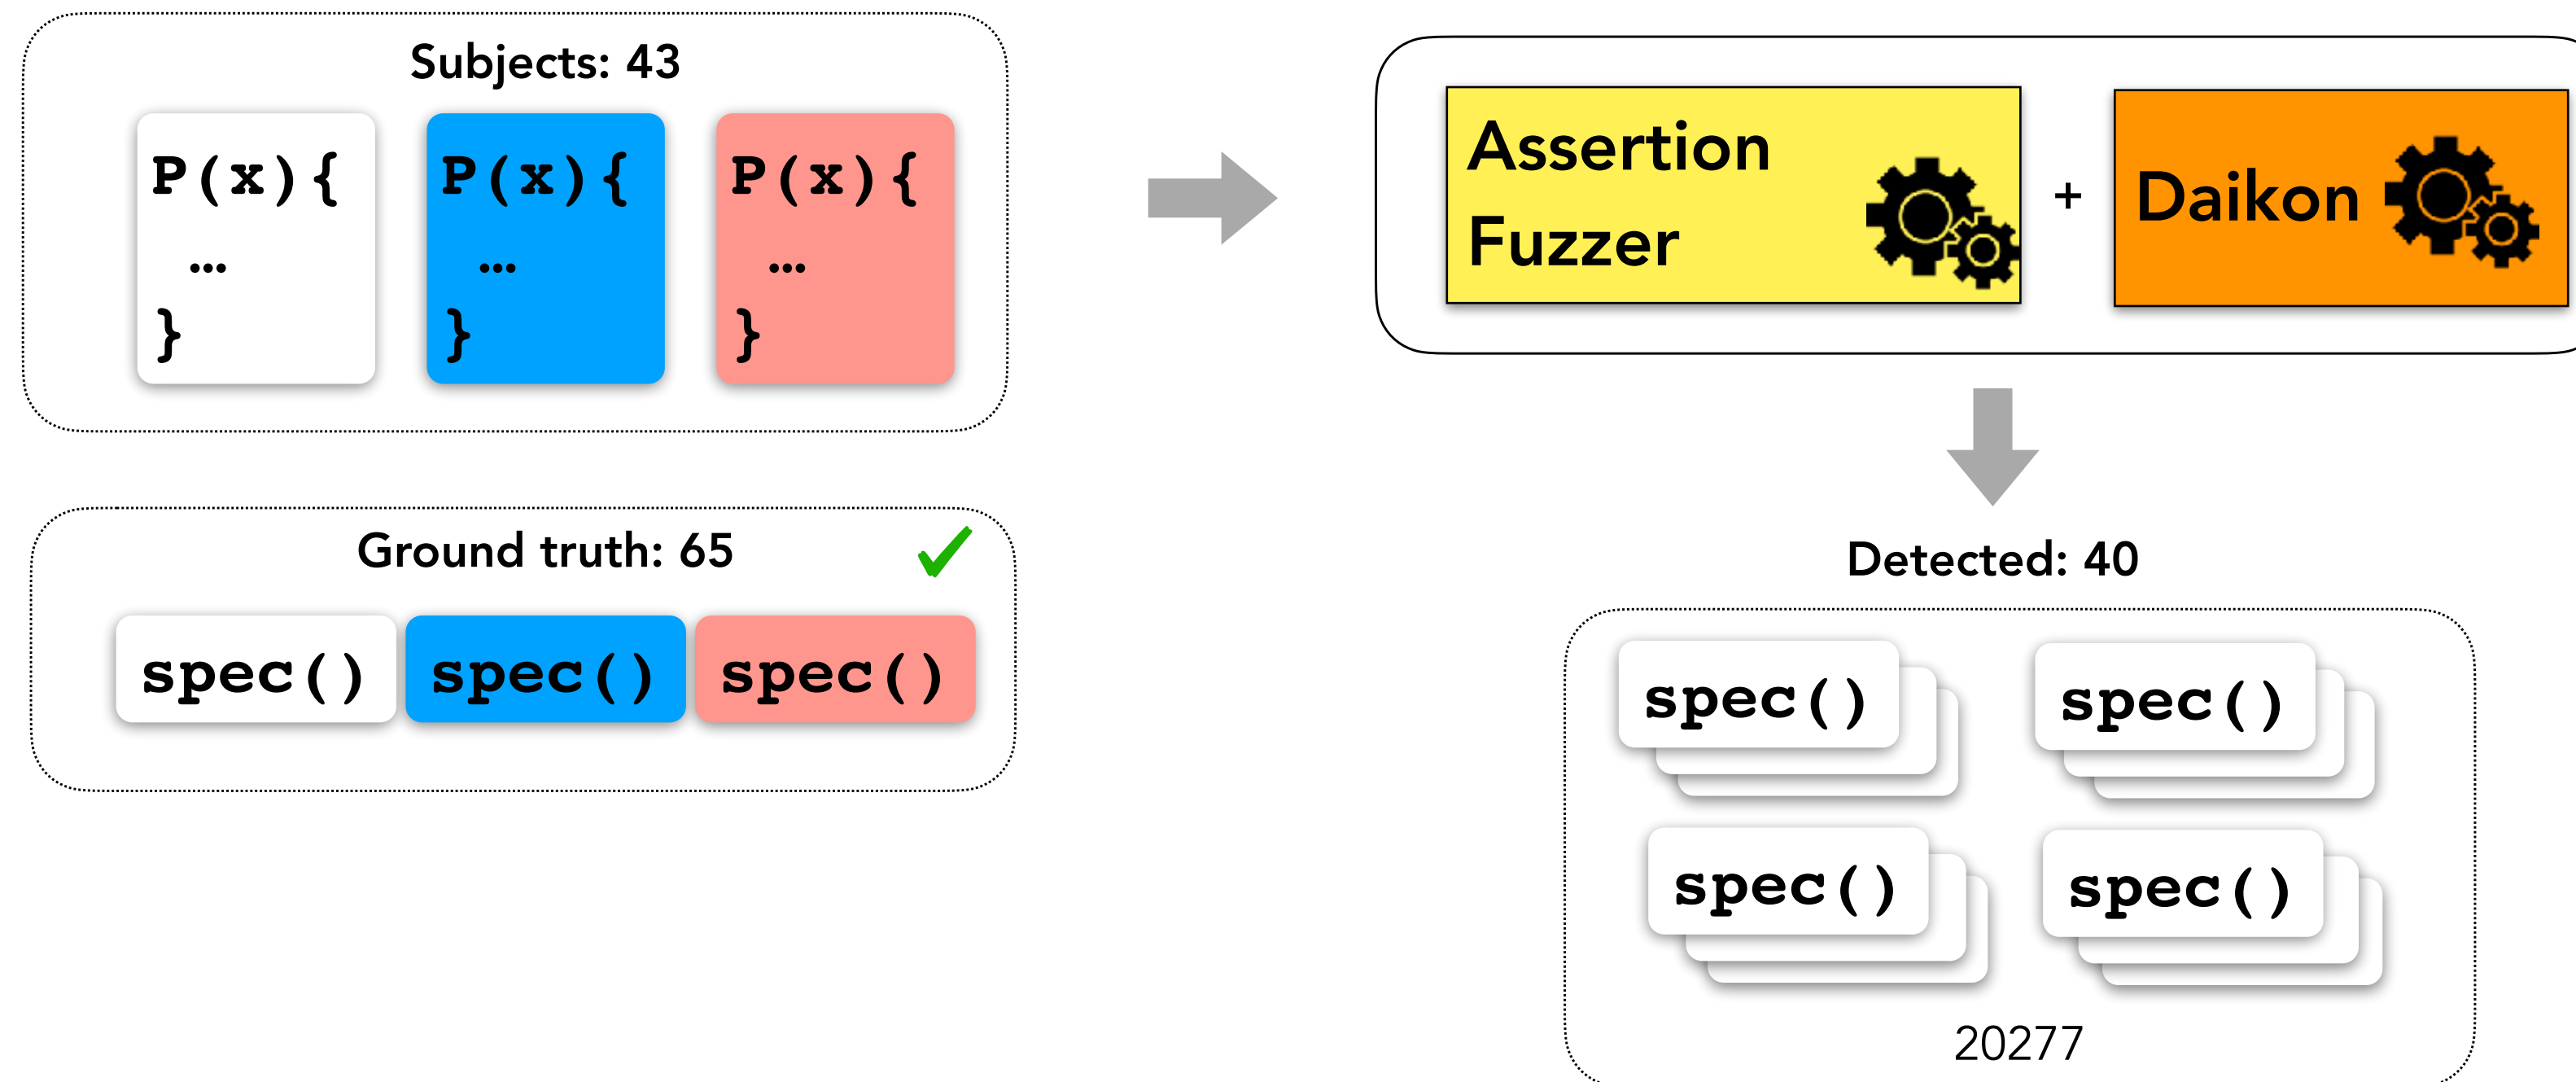 Subjects: 43
P(x){
…
}
P(x){
…
}
P(x){
…
}
Assertion
Fuzzer
+
Daikon
Ground truth: 65
spec()
spec()
spec()
Detected: 40
spec()
spec()
spec()
spec()
20277